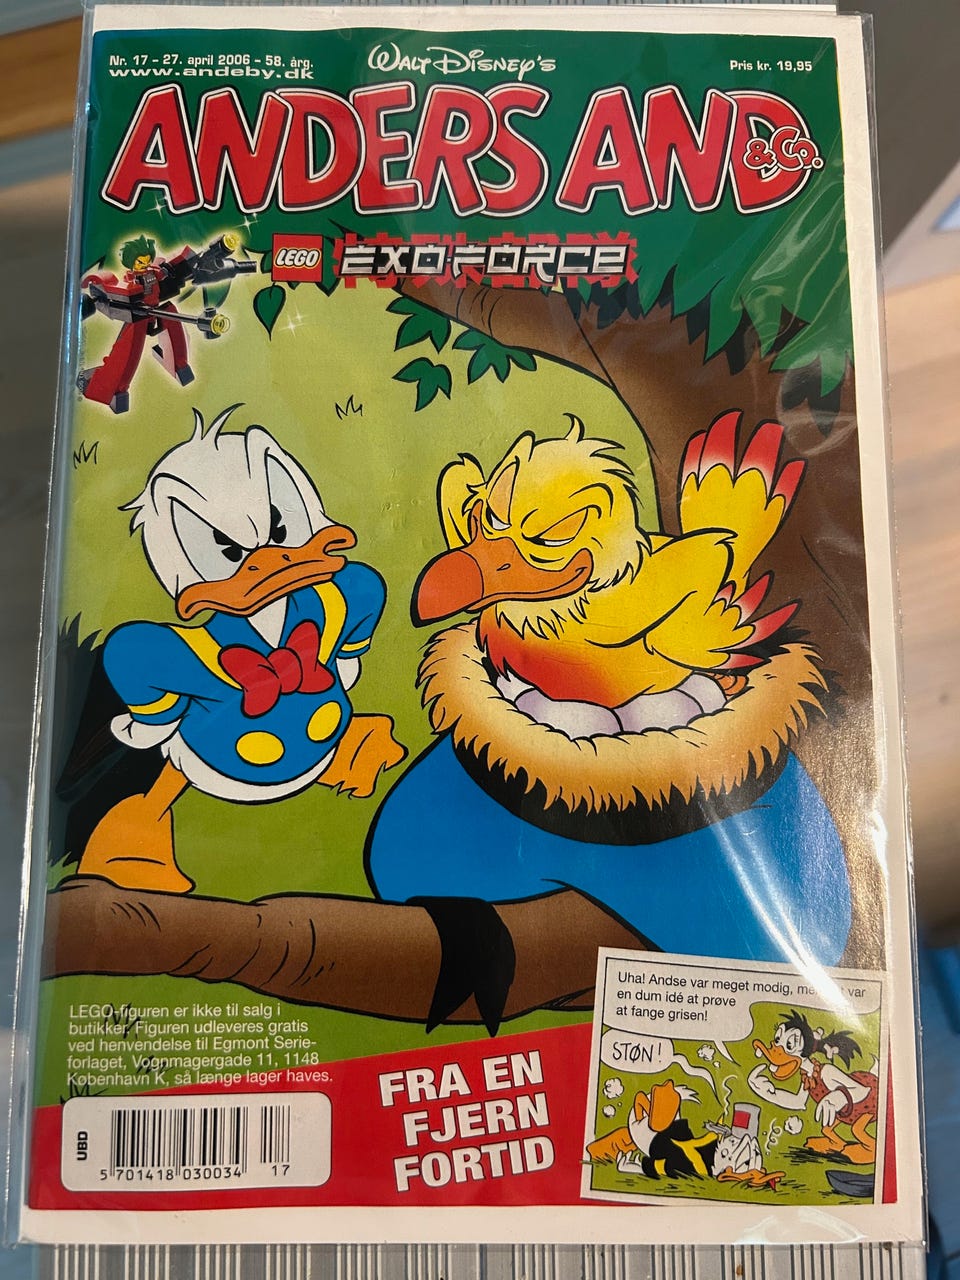 Nr. 17 - 27. april 2006 - 58. årg.
www.andeby.dk
WALT DISNEY'S
Pris kr. 19,95
ANDERS AND
& Co.
LEGO EXO-FORCE
Uha! Andse var meget modig, me var
en dum idé at prøve
at fange grisen!
STØN!
LEGO figuren er ikke til salg i
butikker. Figuren udleveres gratis
ved henvendelse til Egmont Serie-
forlaget, Vognmagergade 11, 1148
København K, så længe lager haves.
FRA EN
FJERN
FORTID
UBD
5 701418 030034 17